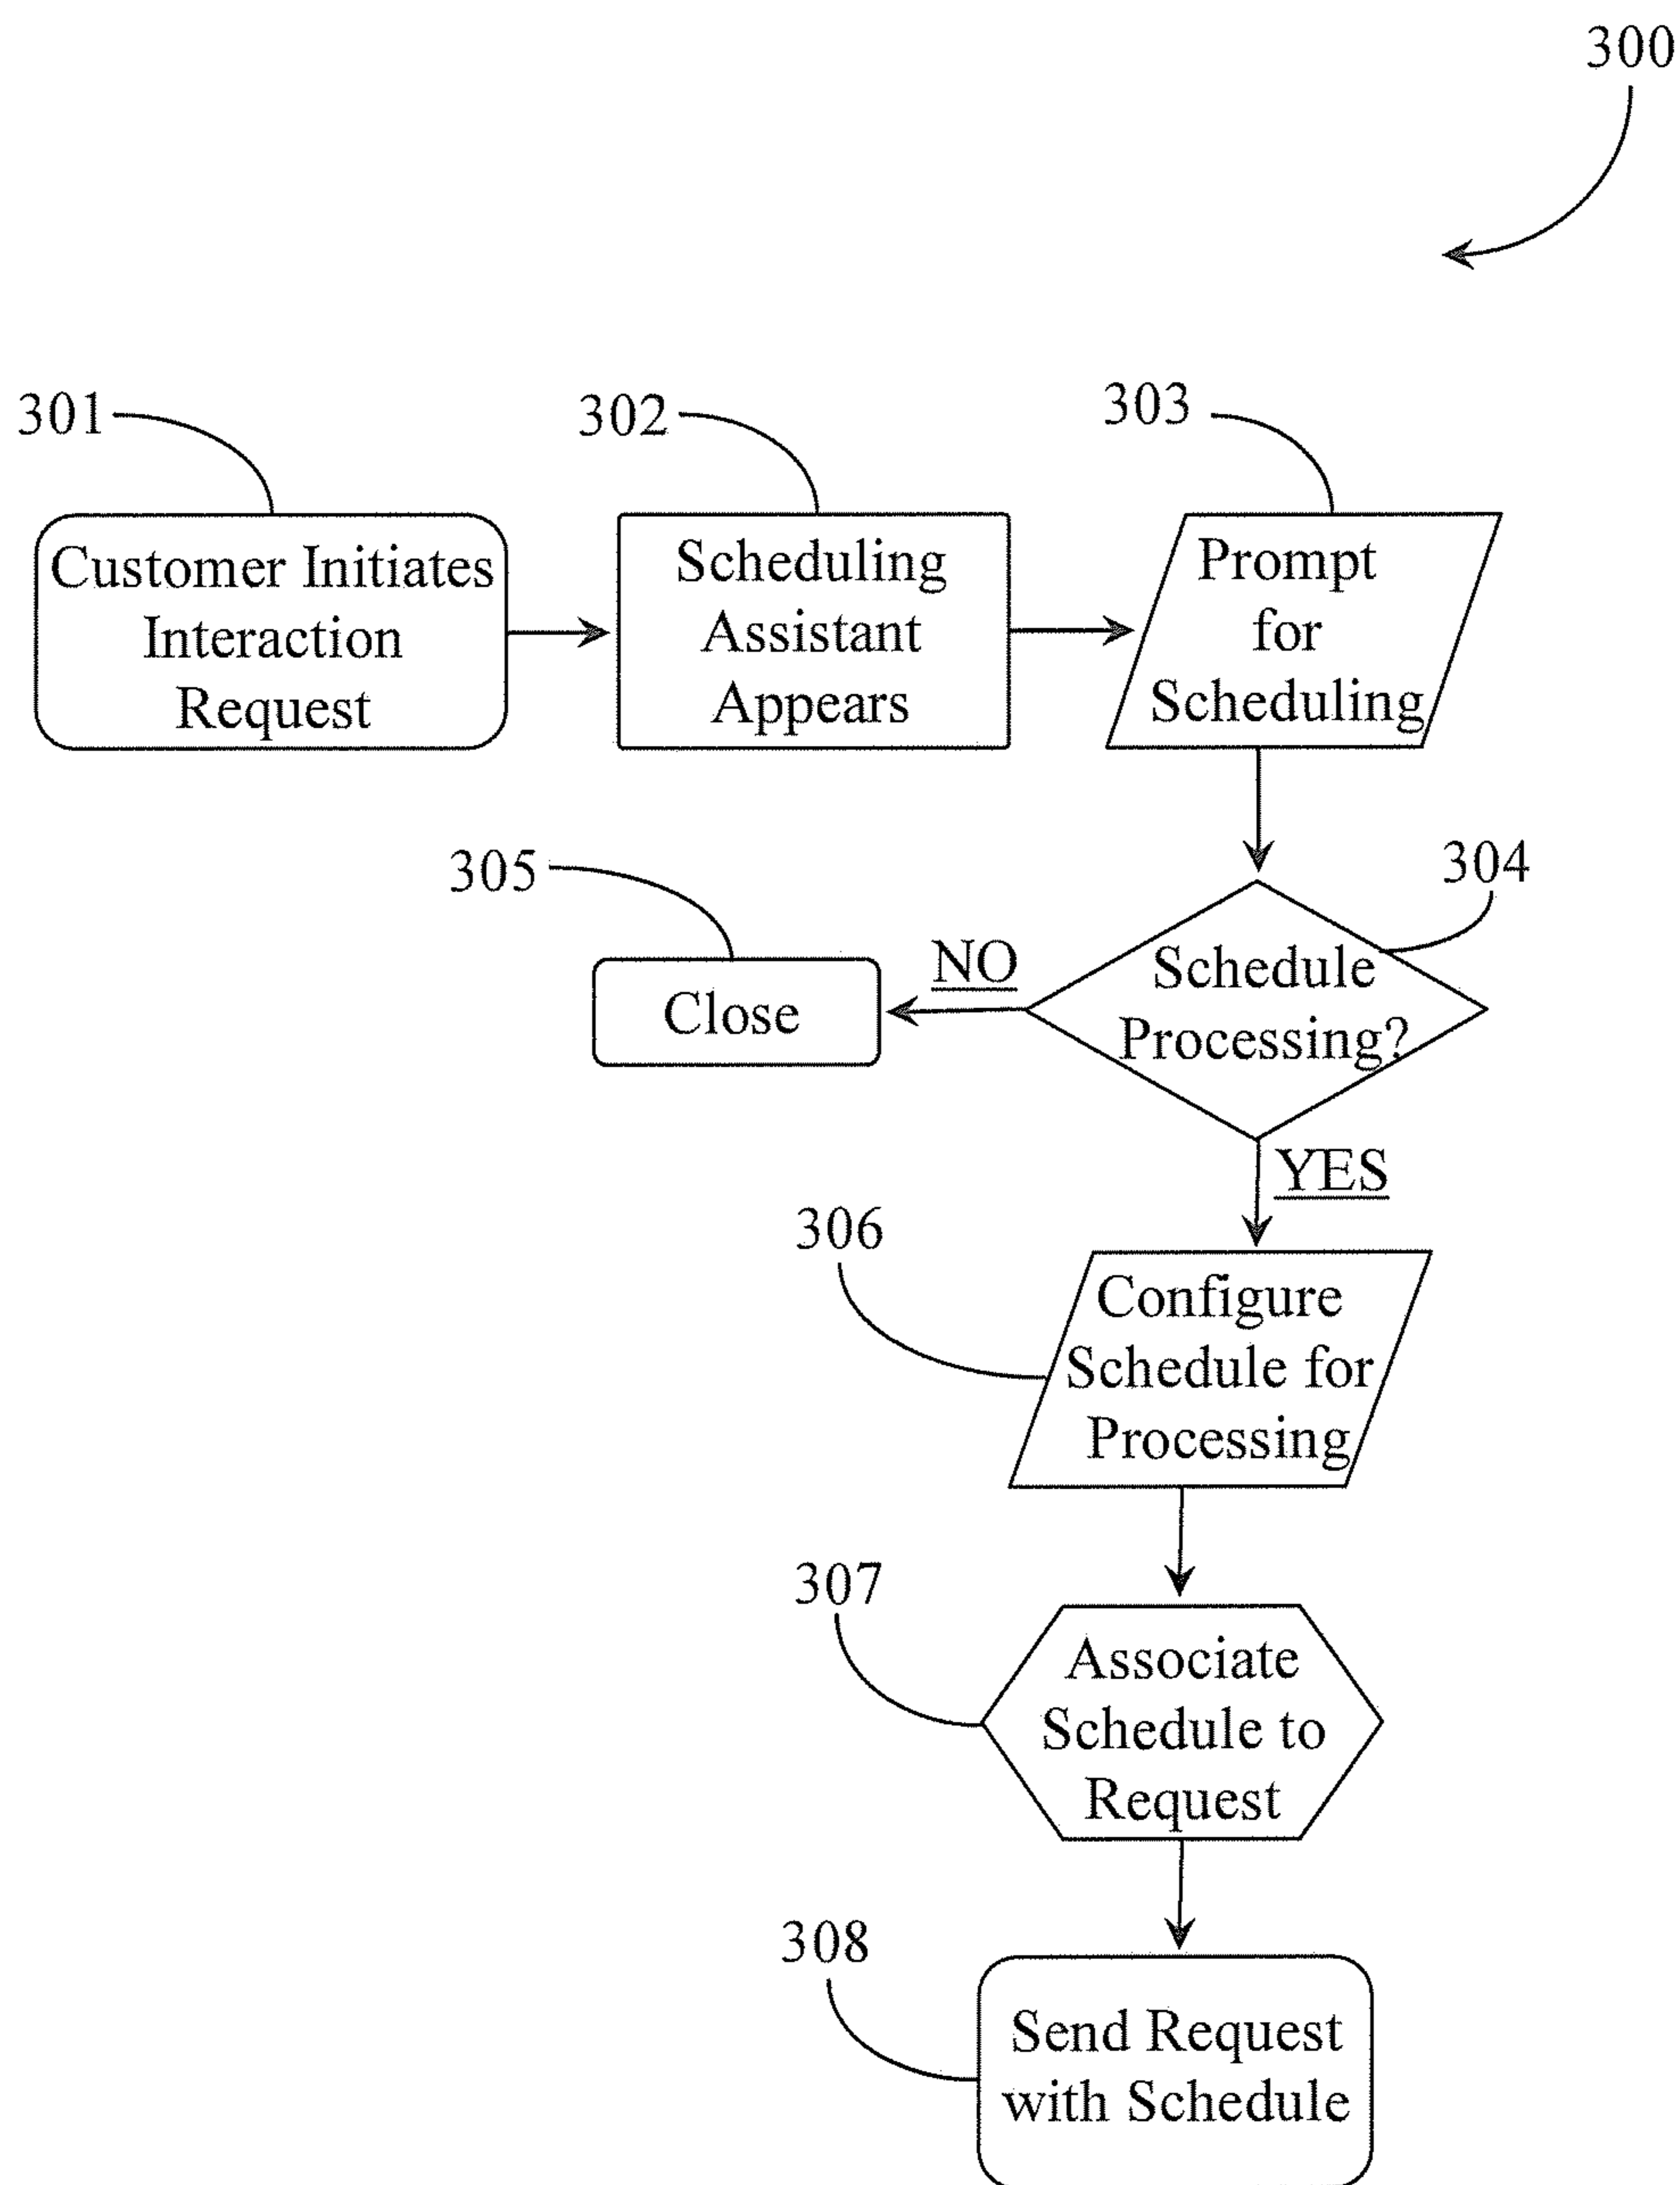 300
301
302
303
Customer Initiates
Interaction
Request
Scheduling
Assistant
Appears
Prompt
for
Scheduling
305
304
NO
Close
Schedule
Processing?
YES
306
Configure
Schedule for
Processing
307
Associate
Schedule to
Request
308
Send Request
with Schedule